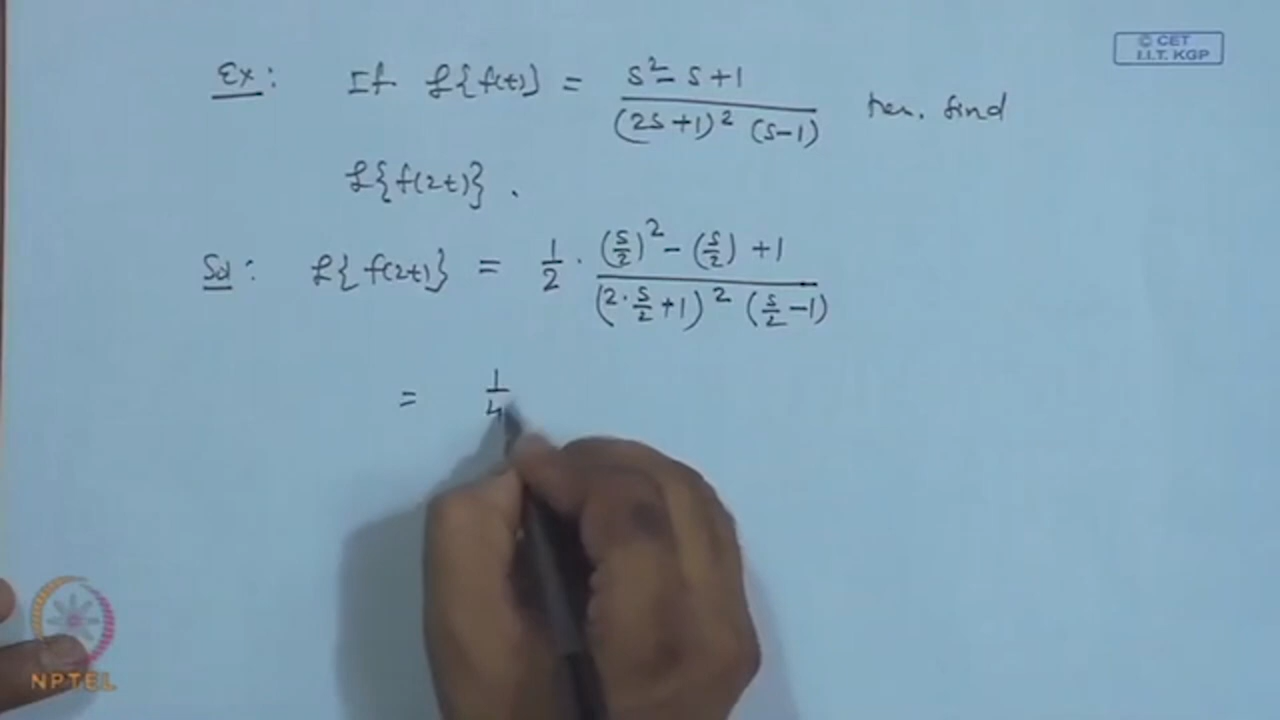 © CET
I.I.T. KGP
Ex: If ℒ{f(t)} = (s² - s + 1) / ((2s+1)² (s-1)) then. find
ℒ{f(2t)}.
Sol: ℒ{f(2t)} = 1/2 · ((s/2)² - (s/2) + 1) / ((2·s/2 + 1)² (s/2 - 1))
= 1/4
NPTEL